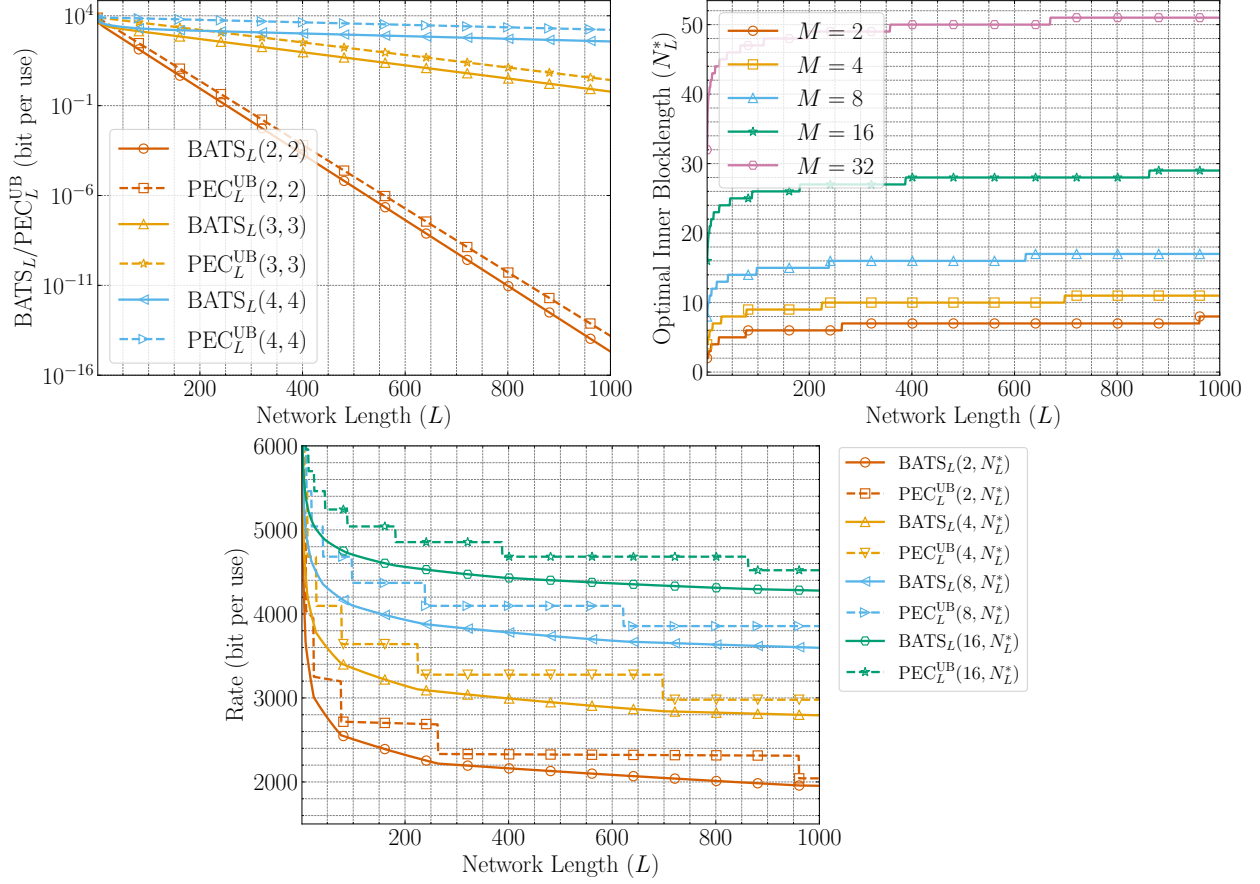 BATS_L/PEC_L^UB (bit per use)
10^4
10^−1
10^−6
10^−11
10^−16
BATS_L(2, 2)
PEC_L^UB(2, 2)
BATS_L(3, 3)
PEC_L^UB(3, 3)
BATS_L(4, 4)
PEC_L^UB(4, 4)
200 400 600 800 1000
Network Length (L)
Optimal Inner Blocklength (N_L^*)
50
40
30
20
10
0
M = 2
M = 4
M = 8
M = 16
M = 32
200 400 600 800 1000
Network Length (L)
Rate (bit per use)
6000
5000
4000
3000
2000
200 400 600 800 1000
Network Length (L)
BATS_L(2, N_L^*)
PEC_L^UB(2, N_L^*)
BATS_L(4, N_L^*)
PEC_L^UB(4, N_L^*)
BATS_L(8, N_L^*)
PEC_L^UB(8, N_L^*)
BATS_L(16, N_L^*)
PEC_L^UB(16, N_L^*)